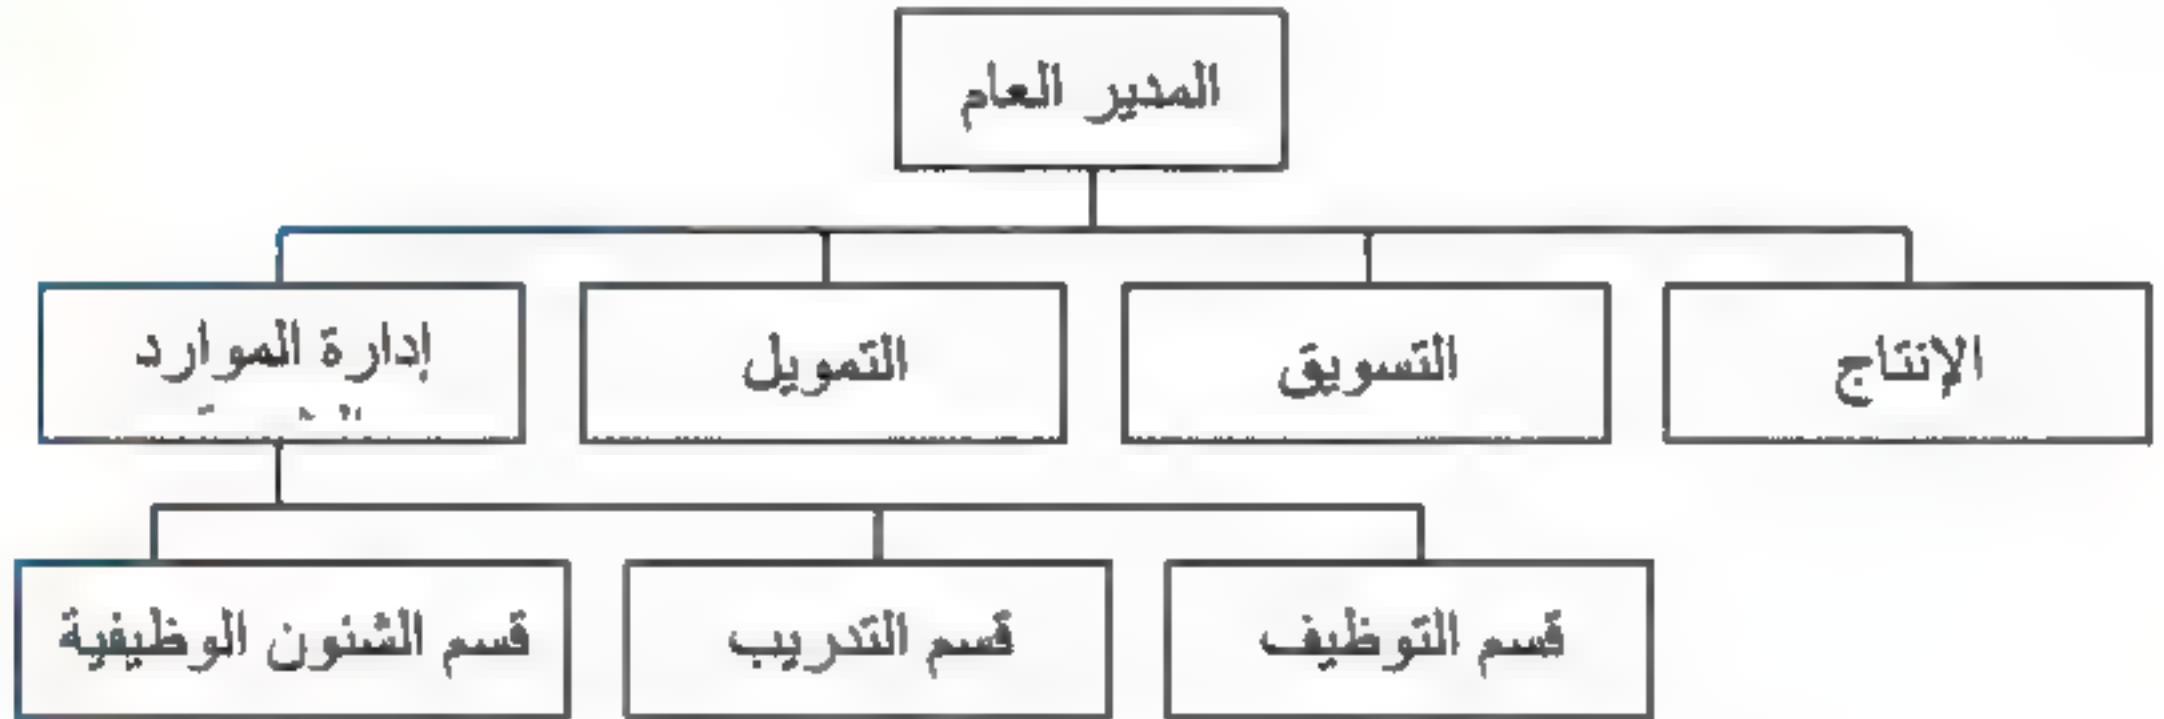 المدير العام
الإنتاج
التسويق
التمويل
إدارة الموارد
قسم التوظيف
قسم التدريب
قسم الشئون الوظيفية